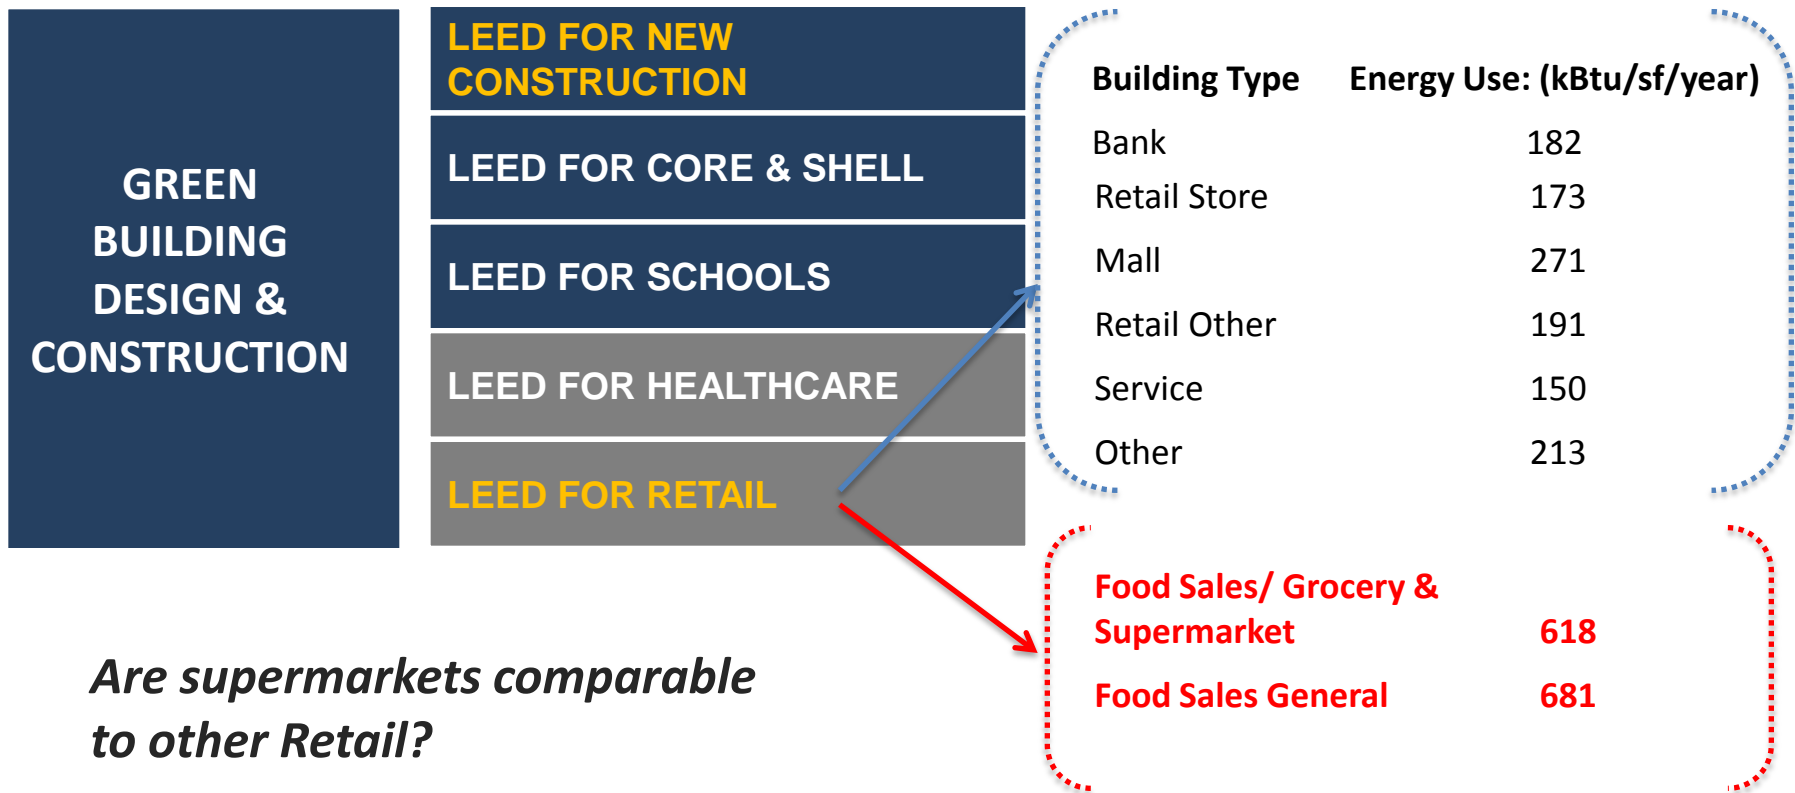 GREEN
BUILDING
DESIGN &
CONSTRUCTION
LEED FOR NEW
CONSTRUCTION
LEED FOR CORE & SHELL
LEED FOR SCHOOLS
LEED FOR HEALTHCARE
LEED FOR RETAIL
Building Type Energy Use: (kBtu/sf/year)
Bank 182
Retail Store 173
Mall 271
Retail Other 191
Service 150
Other 213
Food Sales/ Grocery &
Supermarket 618
Food Sales General 681
Are supermarkets comparable
to other Retail?